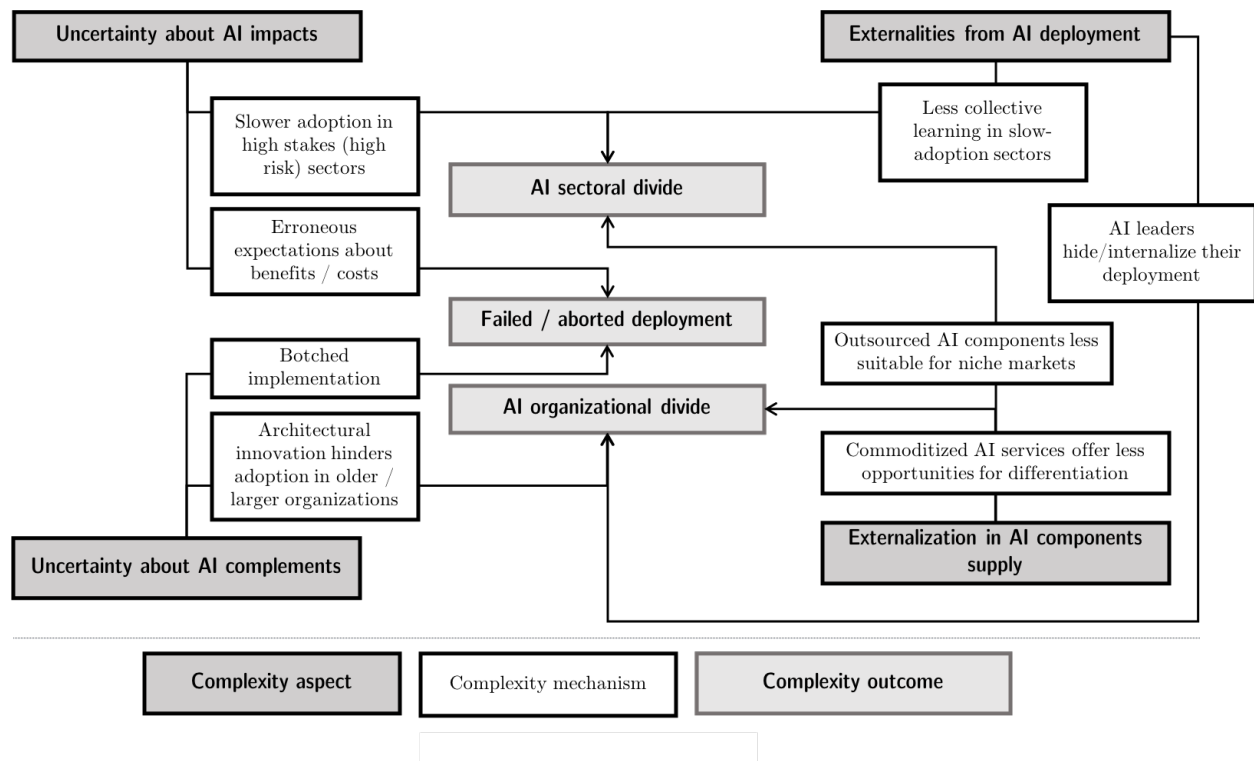 Uncertainty about AI impacts
Externalities from AI deployment
Slower adoption in
high stakes (high
risk) sectors
Less collective
learning in slow-
adoption sectors
AI sectoral divide
Erroneous
expectations about
benefits / costs
AI leaders
hide/internalize their
deployment
Failed / aborted deployment
Outsourced AI components less
suitable for niche markets
Botched
implementation
AI organizational divide
Architectural
innovation hinders
adoption in older /
larger organizations
Commoditized AI services offer less
opportunities for differentiation
Uncertainty about AI complements
Externalization in AI components
supply
Complexity aspect
Complexity mechanism
Complexity outcome